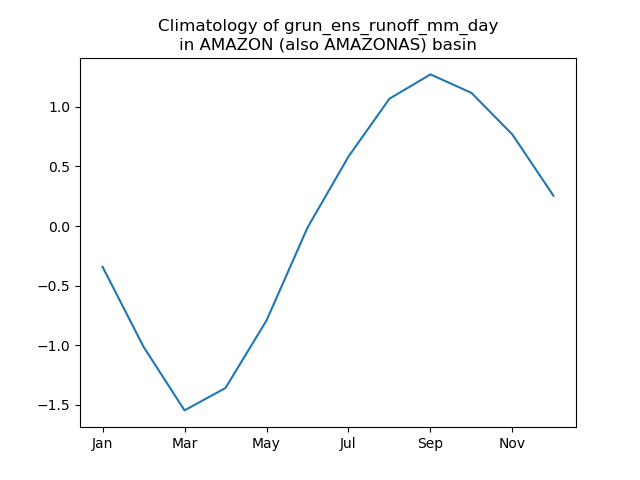 Climatology of grun_ens_runoff_mm_day
in AMAZON (also AMAZONAS) basin
1.0
0.5
0.0
−0.5
−1.0
−1.5
Jan Mar May Jul Sep Nov